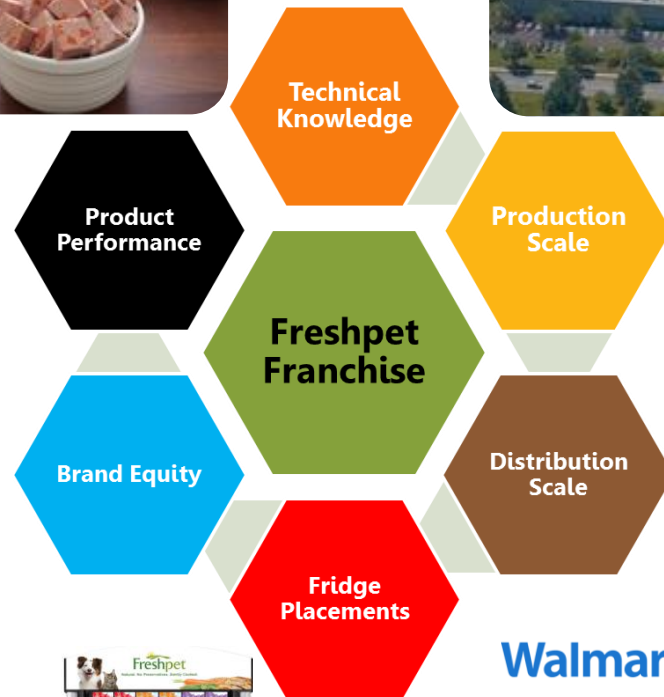 Technical
Knowledge
Product
Performance
Production
Scale
Freshpet
Franchise
Brand Equity
Distribution
Scale
Fridge
Placements
Freshpet
Walmar